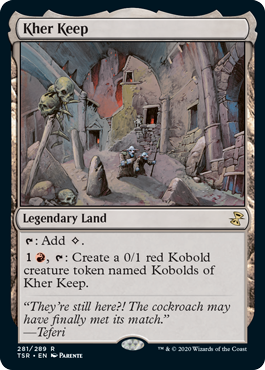 Kher Keep
Legendary Land
: Add .
1 , : Create a 0/1 red Kobold
creature token named Kobolds of
Kher Keep.
“They’re still here?! The cockroach may
have finally met its match.”
—Teferi
281/289 R
TSR • EN Parente
™ & © 2020 Wizards of the Coast